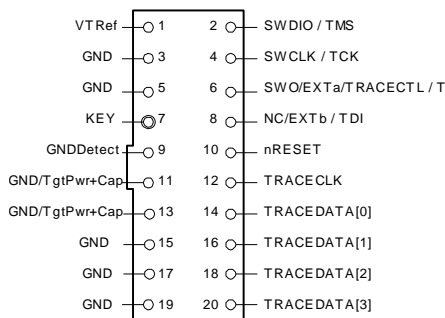 VTRef 1 2 SWDIO / TMS
GND 3 4 SWCLK / TCK
GND 5 6 SWO/EXTa/TRACECTL / T
KEY 7 8 NC/EXTb / TDI
GNDDetect 9 10 nRESET
GND/TgtPwr+Cap 11 12 TRACECLK
GND/TgtPwr+Cap 13 14 TRACEDATA[0]
GND 15 16 TRACEDATA[1]
GND 17 18 TRACEDATA[2]
GND 19 20 TRACEDATA[3]